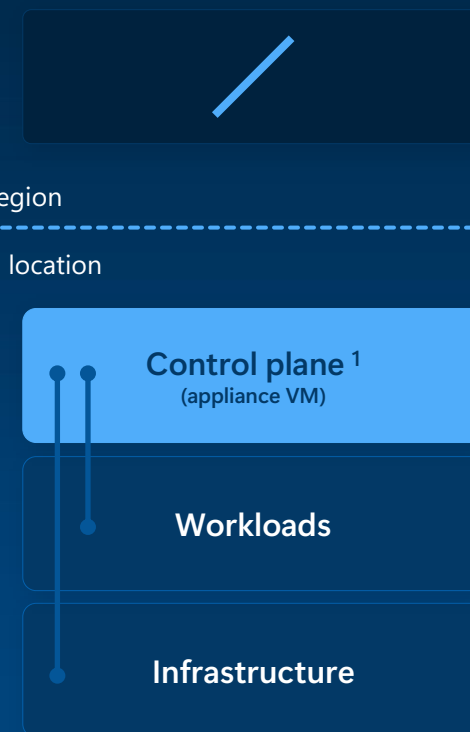 egion
location
Control plane 1
(appliance VM)
Workloads
Infrastructure